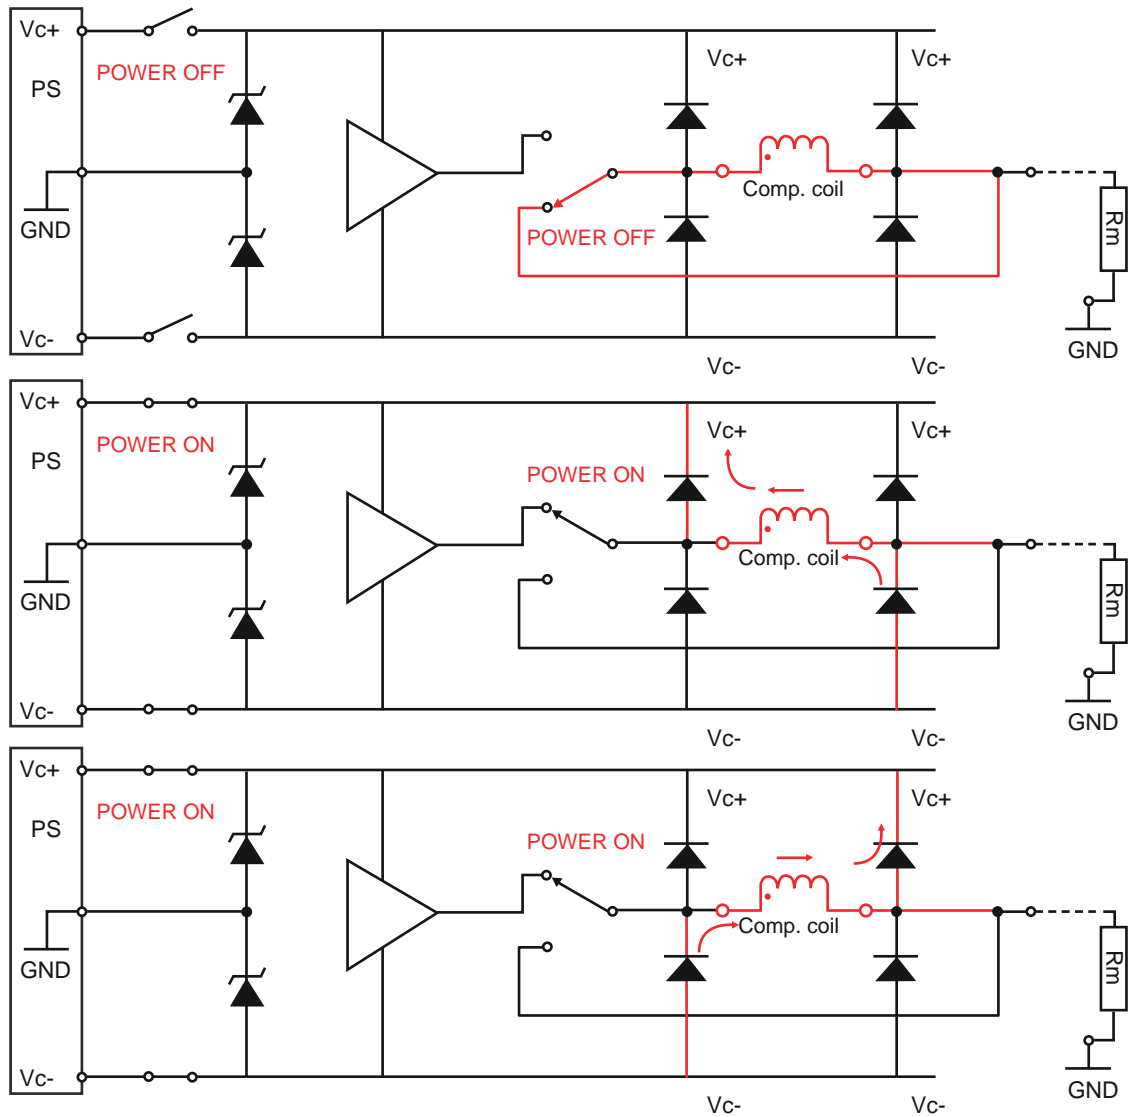 Vc+
Vc+
Vc+
POWER OFF
PS
Comp. coil
Rm
GND
POWER OFF
Vc-
GND
Vc-
Vc-
Vc+
Vc+
Vc+
POWER ON
PS
POWER ON
Comp. coil
Rm
GND
Vc-
GND
Vc-
Vc-
Vc+
Vc+
Vc+
POWER ON
PS
POWER ON
Comp. coil
Rm
GND
Vc-
GND
Vc-
Vc-